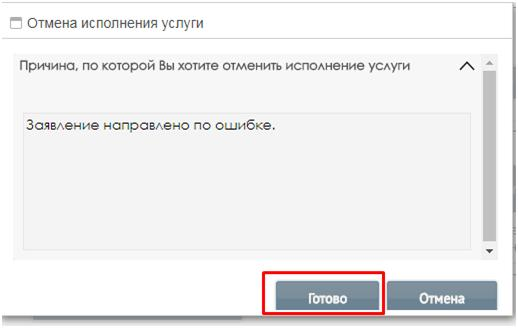 Отмена исполнения услуги
Причина, по которой Вы хотите отменить исполнение услуги
Заявление направлено по ошибке.
Готово Отмена